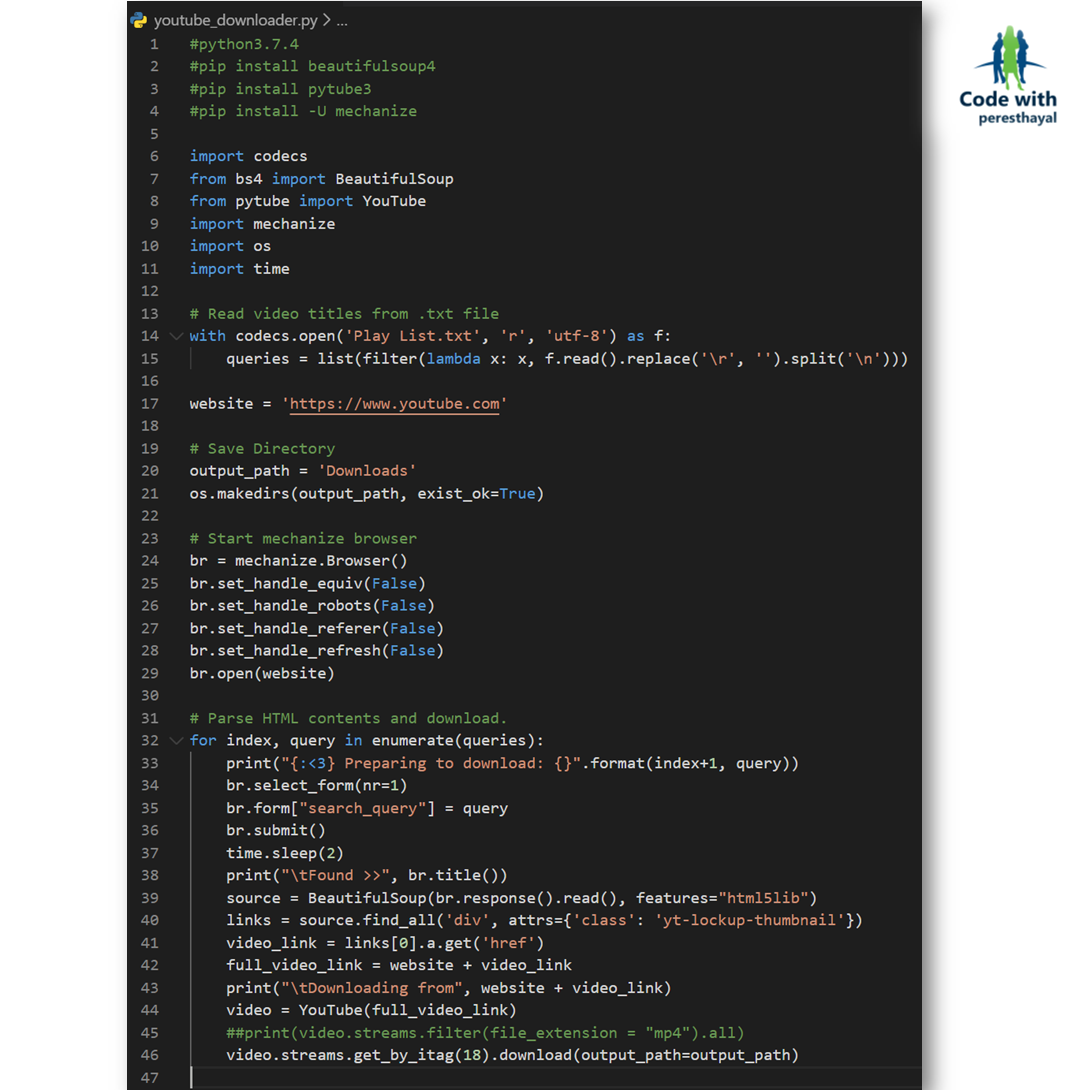 youtube_downloader.py > ...
1 #python3.7.4
2 #pip install beautifulsoup4
3 #pip install pytube3
4 #pip install -U mechanize
5
6 import codecs
7 from bs4 import BeautifulSoup
8 from pytube import YouTube
9 import mechanize
10 import os
11 import time
12
13 # Read video titles from .txt file
14 with codecs.open('Play List.txt', 'r', 'utf-8') as f:
15     queries = list(filter(lambda x: x, f.read().replace('\r', '').split('\n')))
16
17 website = 'https://www.youtube.com'
18
19 # Save Directory
20 output_path = 'Downloads'
21 os.makedirs(output_path, exist_ok=True)
22
23 # Start mechanize browser
24 br = mechanize.Browser()
25 br.set_handle_equiv(False)
26 br.set_handle_robots(False)
27 br.set_handle_referer(False)
28 br.set_handle_refresh(False)
29 br.open(website)
30
31 # Parse HTML contents and download.
32 for index, query in enumerate(queries):
33     print("{:<3} Preparing to download: {}".format(index+1, query))
34     br.select_form(nr=1)
35     br.form["search_query"] = query
36     br.submit()
37     time.sleep(2)
38     print("\tFound >>", br.title())
39     source = BeautifulSoup(br.response().read(), features="html5lib")
40     links = source.find_all('div', attrs={'class': 'yt-lockup-thumbnail'})
41     video_link = links[0].a.get('href')
42     full_video_link = website + video_link
43     print("\tDownloading from", website + video_link)
44     video = YouTube(full_video_link)
45     ##print(video.streams.filter(file_extension = "mp4").all)
46     video.streams.get_by_itag(18).download(output_path=output_path)
47
Code with
peresthayal